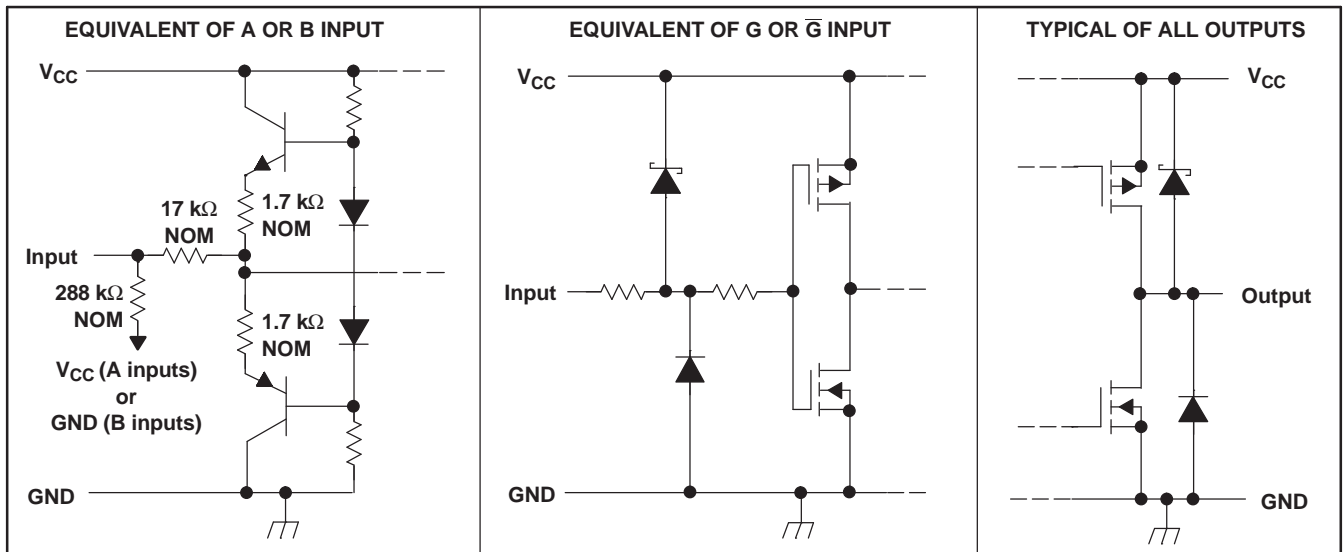 EQUIVALENT OF A OR B INPUT
VCC
17 kΩ
NOM
1.7 kΩ
NOM
Input
288 kΩ
NOM
1.7 kΩ
NOM
VCC (A inputs)
or
GND (B inputs)
GND
EQUIVALENT OF G OR G̅ INPUT
VCC
Input
GND
TYPICAL OF ALL OUTPUTS
VCC
Output
GND